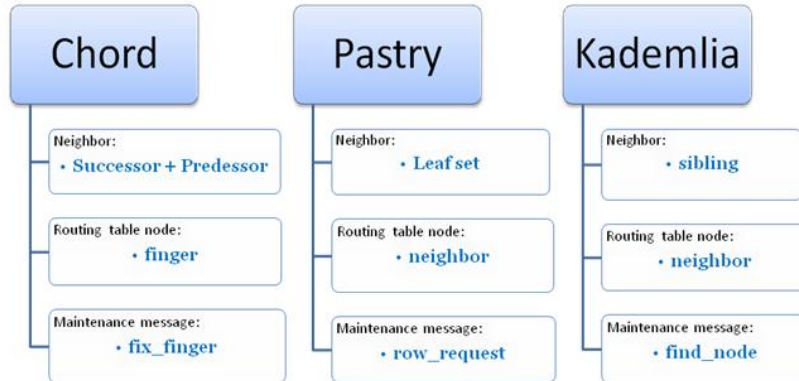 Chord
Neighbor:
• Successor + Predessor
Routing table node:
• finger
Maintenance message:
• fix_finger
Pastry
Neighbor:
• Leaf set
Routing table node:
• neighbor
Maintenance message:
• row_request
Kademlia
Neighbor:
• sibling
Routing table node:
• neighbor
Maintenance message:
• find_node